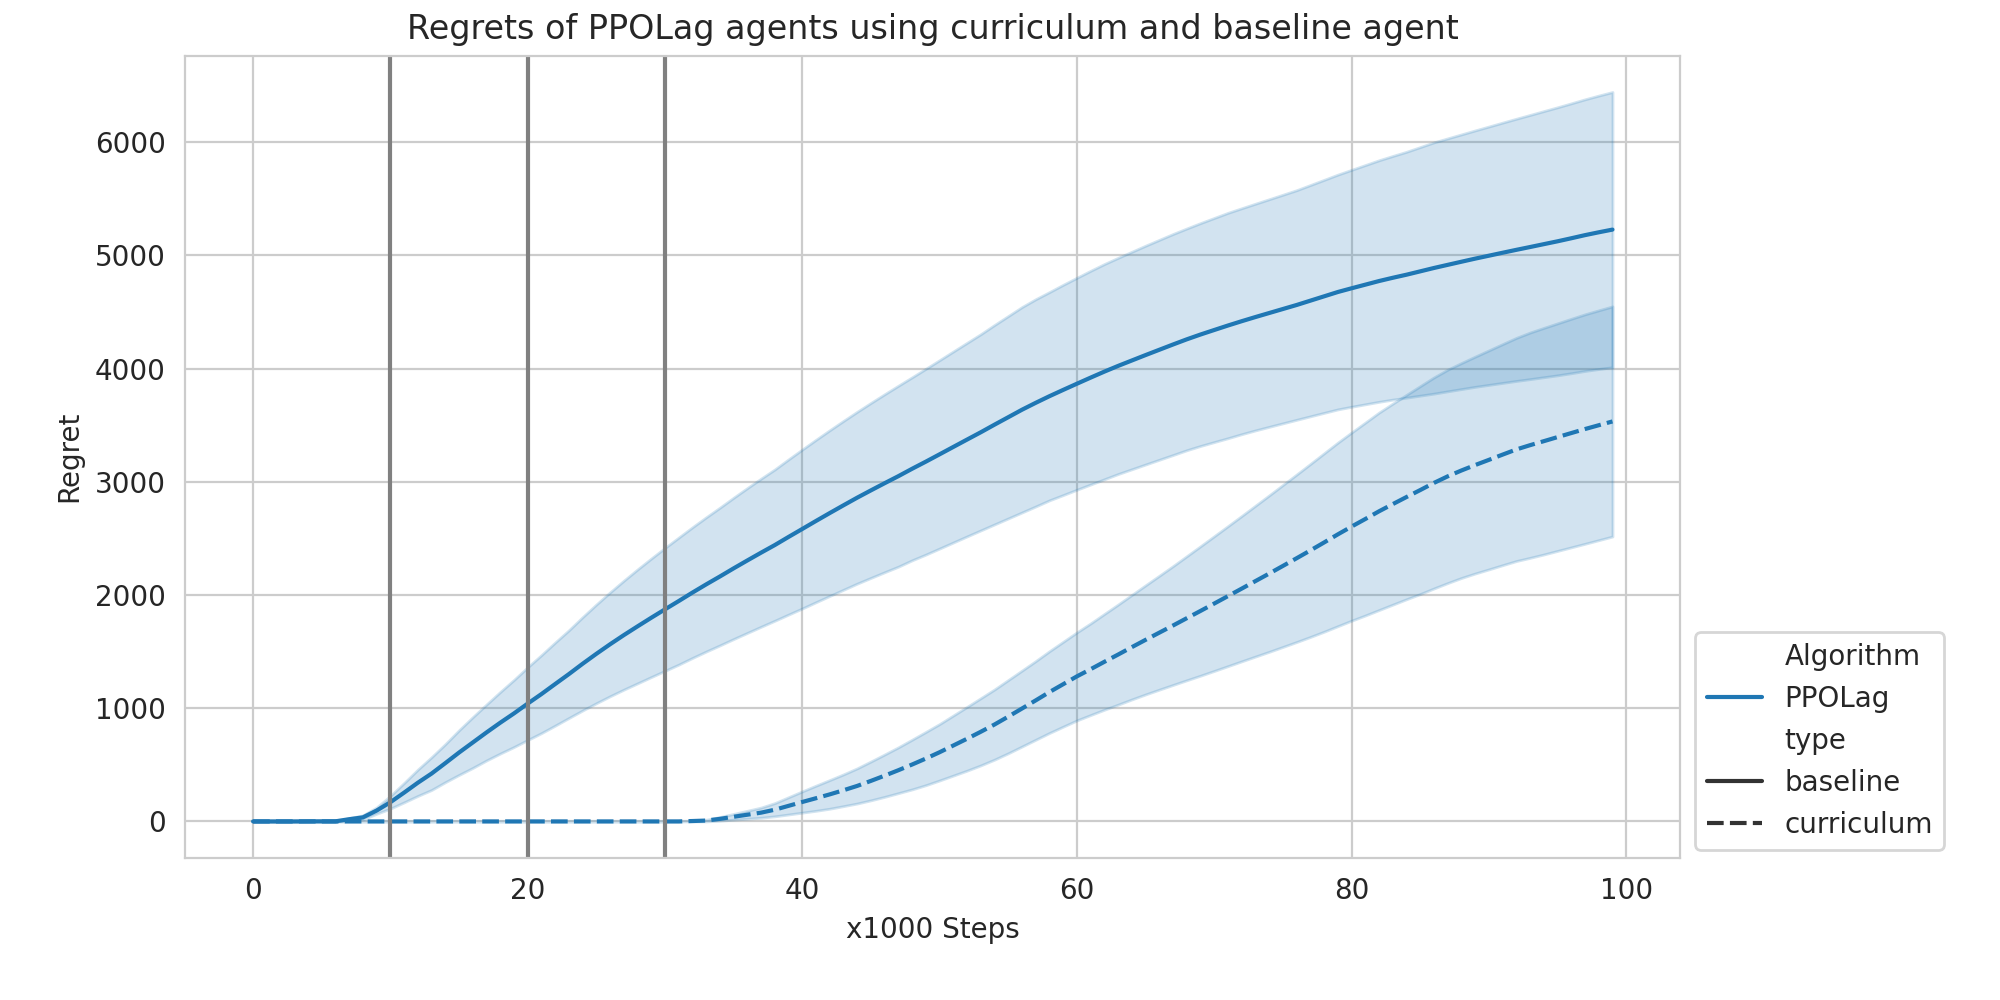 Regrets of PPOLag agents using curriculum and baseline agent
Regret
6000
5000
4000
3000
2000
1000
0
0 20 40 60 80 100
x1000 Steps
Algorithm
PPOLag
type
baseline
curriculum